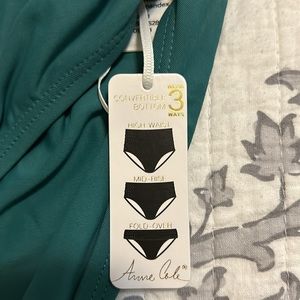 CONVERTIBLE
BOTTOM
WEAR
3
WAYS
HIGH WAIST
MID-RISE
FOLD-OVER
Anne Cole®